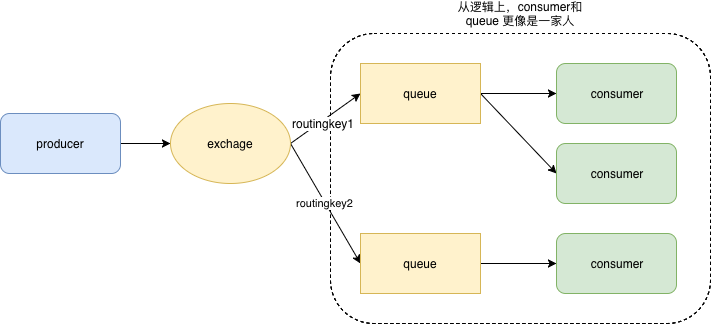 从逻辑上，consumer和
queue 更像是一家人
queue
consumer
routingkey1
producer
exchage
consumer
routingkey2
queue
consumer